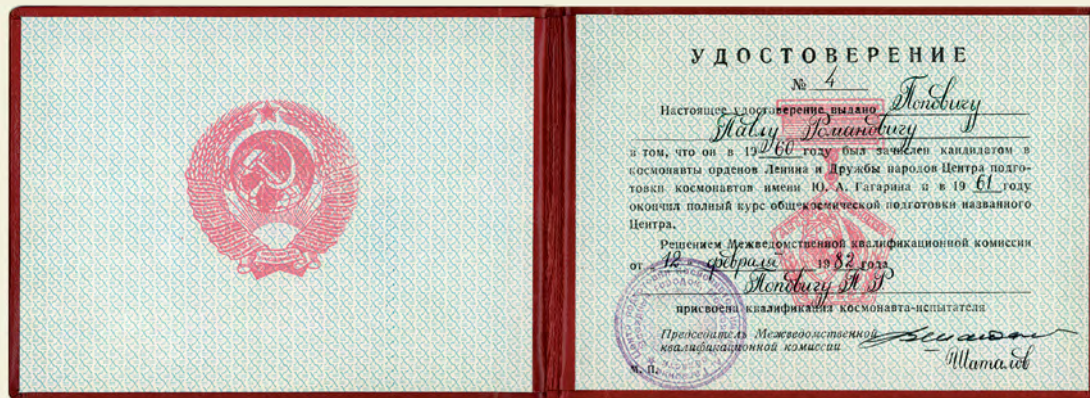 УДОСТОВЕРЕНИЕ
№ 4
Настоящее удостоверение выдано Поповичу
Павлу Романовичу
в том, что он в 1960 году был зачислен кандидатом в
космонавты орденов Ленина и Дружбы народов Центра подго-
товки космонавтов имени Ю. А. Гагарина и в 19 61 году
окончил полный курс общекосмической подготовки названного
Центра.
Решением Межведомственной квалификационной комиссии
от « 12 » февраля 1982 года
Поповичу П. Р.
присвоена квалификация космонавта-испытателя
Председатель Межведомственной
квалификационной комиссии
Шаталов
М. П.